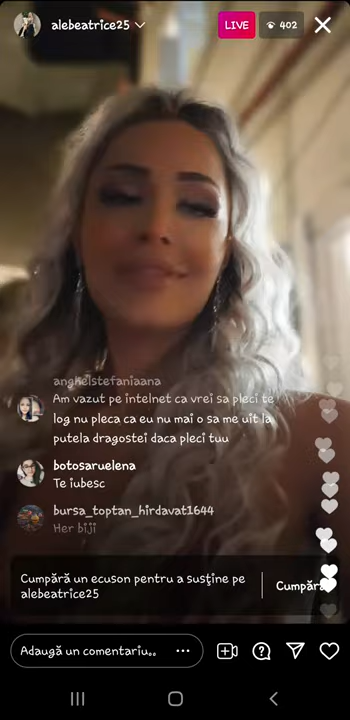 alebeatrice25
LIVE
402
anghelstefaniaana
Am vazut pe intelnet ca vrei sa pleci te
log nu pleca ca eu nu mai o sa me uit la
putela dragostei daca pleci tuu
botosaruelena
Te iubesc
bursa_toptan_hirdavat1644
Her biji
Cumpără un ecuson pentru a susţine pe
alebeatrice25
Cumpăra
Adaugă un comentariu..